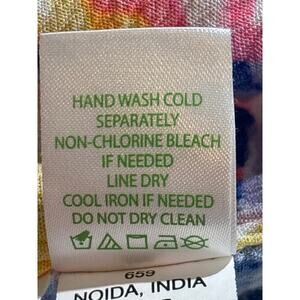 HAND WASH COLD
SEPARATELY
NON-CHLORINE BLEACH
IF NEEDED
LINE DRY
COOL IRON IF NEEDED
DO NOT DRY CLEAN
659
NOIDA, INDIA